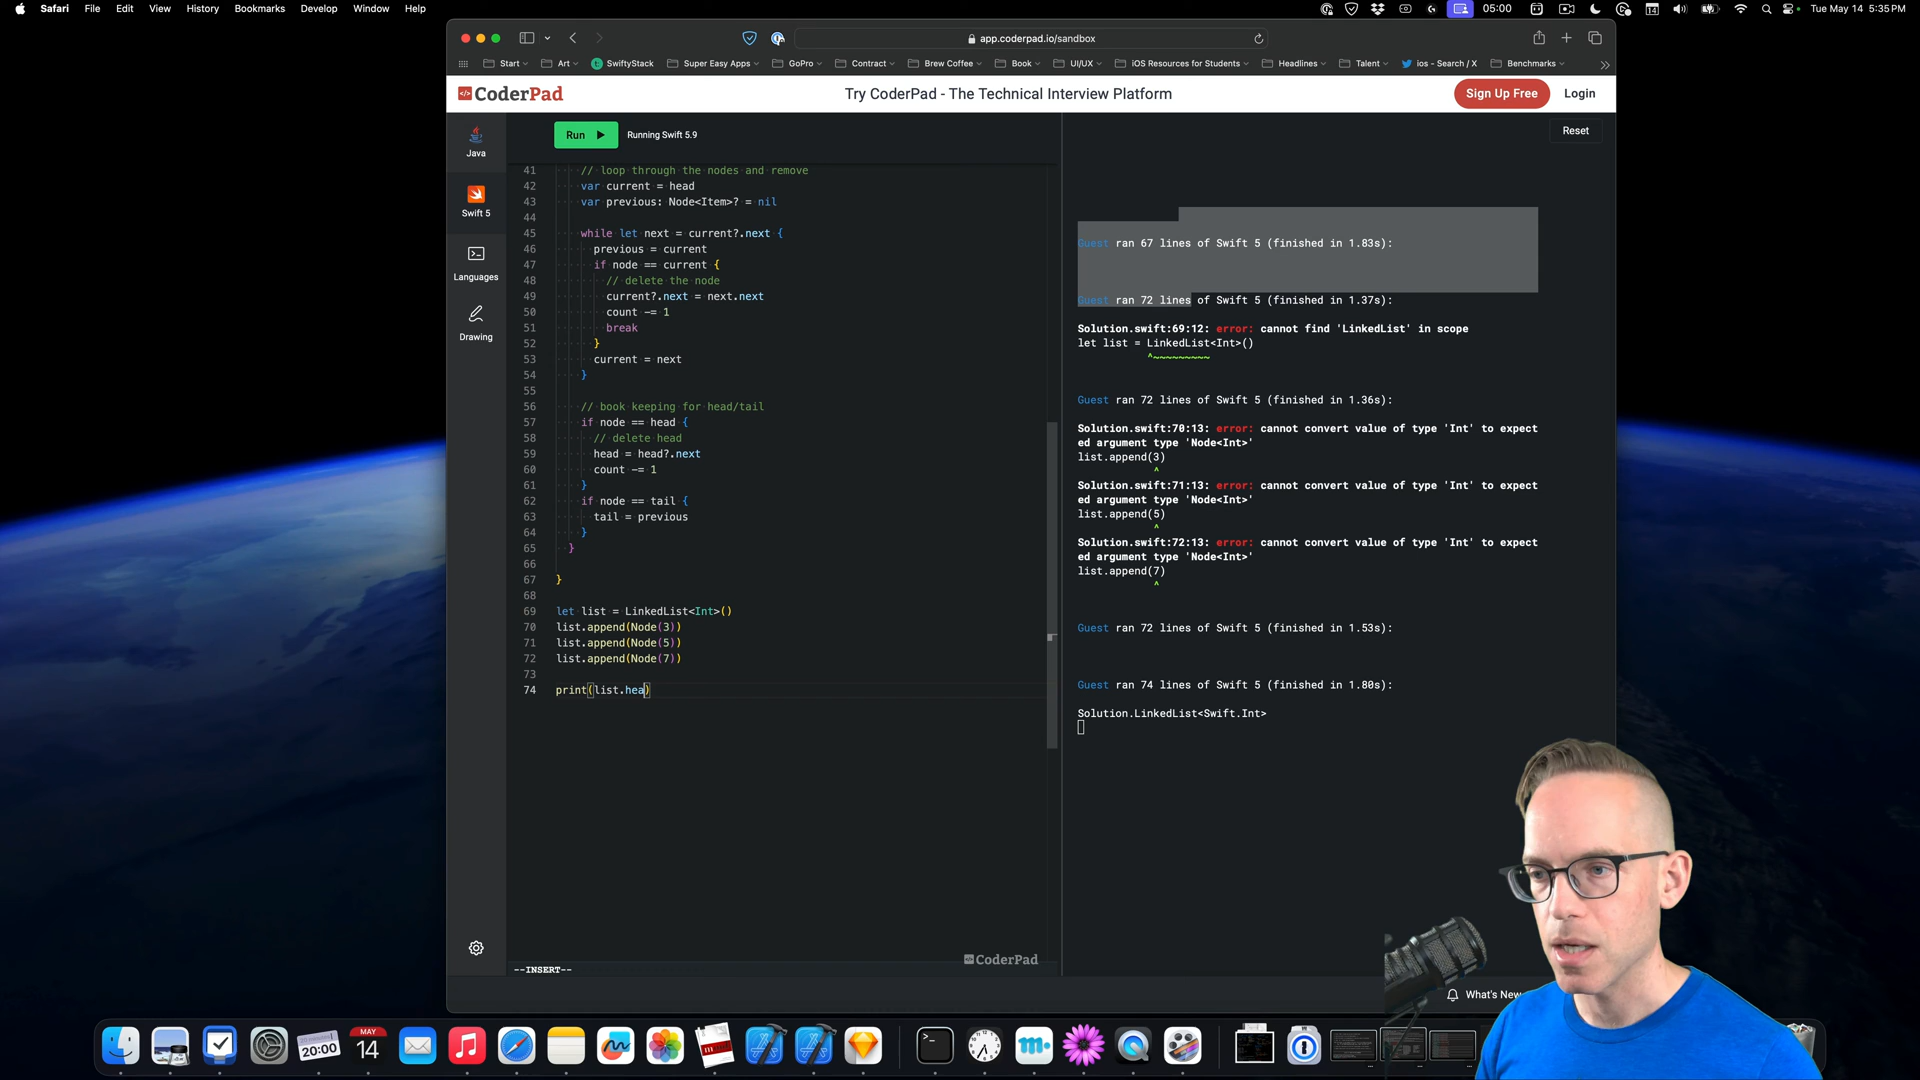 Safari File Edit View History Bookmarks Develop Window Help
05:00
14
Tue May 14 5:35 PM
app.coderpad.io/sandbox
Start Art SwiftyStack Super Easy Apps GoPro Contract Brew Coffee Book UI/UX iOS Resources for Students Headlines Talent ios - Search / X Benchmarks
CoderPad
Try CoderPad - The Technical Interview Platform
Sign Up Free
Login
Java
Swift 5
Languages
Drawing
Run
Running Swift 5.9
Reset
41 // loop through the nodes and remove
42 var current = head
43 var previous: Node<Item>? = nil
44
45 while let next = current?.next {
46 previous = current
47 if node == current {
48 // delete the node
49 current?.next = next.next
50 count -= 1
51 break
52 }
53 current = next
54 }
55
56 // book keeping for head/tail
57 if node == head {
58 // delete head
59 head = head?.next
60 count -= 1
61 }
62 if node == tail {
63 tail = previous
64 }
65 }
66
67 }
68
69 let list = LinkedList<Int>()
70 list.append(Node(3))
71 list.append(Node(5))
72 list.append(Node(7))
73
74 print(list.hea)
CoderPad
--INSERT--
Guest ran 67 lines of Swift 5 (finished in 1.83s):
Guest ran 72 lines of Swift 5 (finished in 1.37s):
Solution.swift:69:12: error: cannot find 'LinkedList' in scope
let list = LinkedList<Int>()
^~~~~~~~~~
Guest ran 72 lines of Swift 5 (finished in 1.36s):
Solution.swift:70:13: error: cannot convert value of type 'Int' to expect
ed argument type 'Node<Int>'
list.append(3)
^
Solution.swift:71:13: error: cannot convert value of type 'Int' to expect
ed argument type 'Node<Int>'
list.append(5)
^
Solution.swift:72:13: error: cannot convert value of type 'Int' to expect
ed argument type 'Node<Int>'
list.append(7)
^
Guest ran 72 lines of Swift 5 (finished in 1.53s):
Guest ran 74 lines of Swift 5 (finished in 1.80s):
Solution.LinkedList<Swift.Int>
What's New
20:00
MAY
14